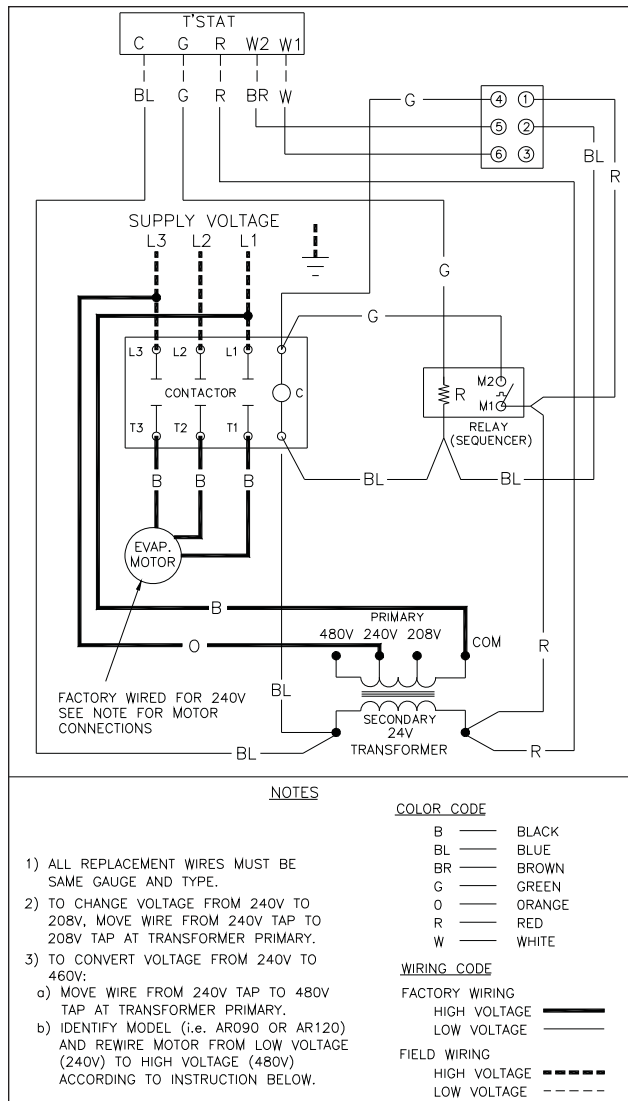 T'STAT
C G R W2 W1
BL G R BR W
G
4 1
5 2
6 3
BL
R
SUPPLY VOLTAGE
L3 L2 L1
G
G
L3 L2 L1
CONTACTOR
C
T3 T2 T1
R
M2
M1
RELAY
(SEQUENCER)
B B B
BL BL
EVAP.
MOTOR
B
PRIMARY
480V 240V 208V COM
O
R
BL
FACTORY WIRED FOR 240V
SEE NOTE FOR MOTOR
CONNECTIONS
SECONDARY
24V
TRANSFORMER
BL
R
NOTES
1) ALL REPLACEMENT WIRES MUST BE
SAME GAUGE AND TYPE.
2) TO CHANGE VOLTAGE FROM 240V TO
208V, MOVE WIRE FROM 240V TAP TO
208V TAP AT TRANSFORMER PRIMARY.
3) TO CONVERT VOLTAGE FROM 240V TO
460V:
a) MOVE WIRE FROM 240V TAP TO 480V
TAP AT TRANSFORMER PRIMARY.
b) IDENTIFY MODEL (i.e. AR090 OR AR120)
AND REWIRE MOTOR FROM LOW VOLTAGE
(240V) TO HIGH VOLTAGE (480V)
ACCORDING TO INSTRUCTION BELOW.
COLOR CODE
B BLACK
BL BLUE
BR BROWN
G GREEN
O ORANGE
R RED
W WHITE
WIRING CODE
FACTORY WIRING
HIGH VOLTAGE
LOW VOLTAGE
FIELD WIRING
HIGH VOLTAGE
LOW VOLTAGE